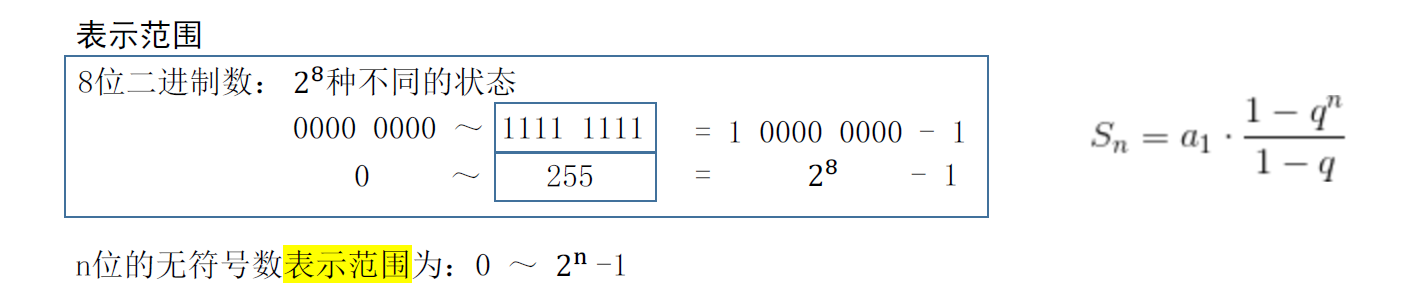 表示范围
8位二进制数： 2⁸种不同的状态
0000 0000 ～ 1111 1111 = 1 0000 0000 - 1
0 ～ 255 = 2⁸ - 1
Sₙ = a₁ · (1 − qⁿ)/(1 − q)
n位的无符号数表示范围为：0 ～ 2ⁿ-1